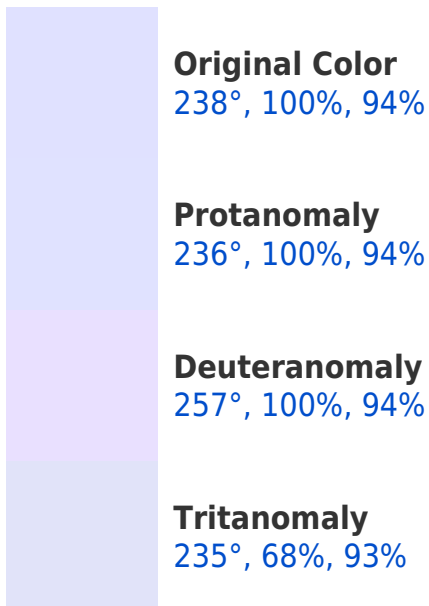 Original Color
238°, 100%, 94%
Protanomaly
236°, 100%, 94%
Deuteranomaly
257°, 100%, 94%
Tritanomaly
235°, 68%, 93%